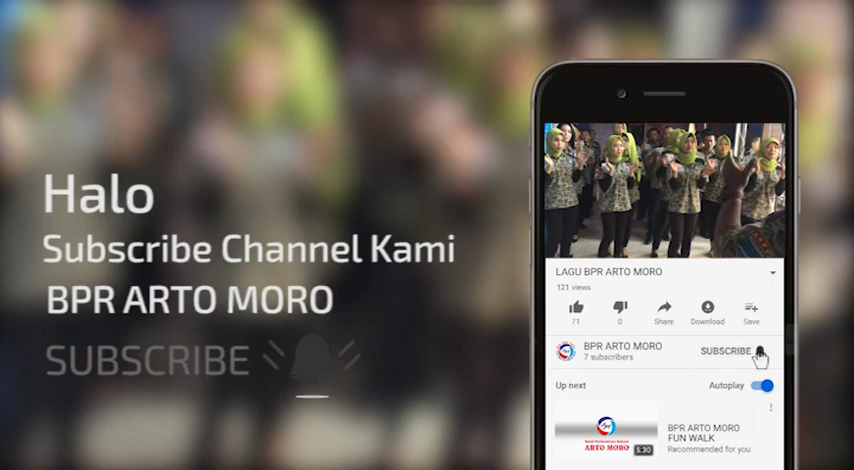 Halo
Subscribe Channel Kami
BPR ARTO MORO
SUBSCRIBE
LAGU BPR ARTO MORO
121 views
71
0
Share
Download
Save
BPR ARTO MORO
7 subscribers
SUBSCRIBE
Up next
Autoplay
ARTO MORO
5:30
BPR ARTO MORO
FUN WALK
Recommended for you